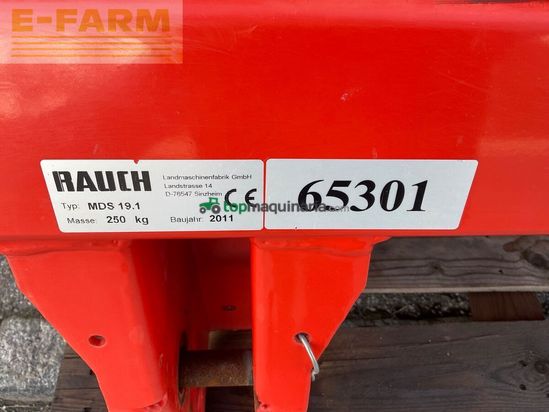 E-FARM
RAUCH
Landmaschinenfabrik GmbH
Landstrasse 14
D-76547 Sinzheim
CE
Typ: MDS 19.1
Masse: 250 kg
Baujahr: 2011
65301
topmaquinaria.com